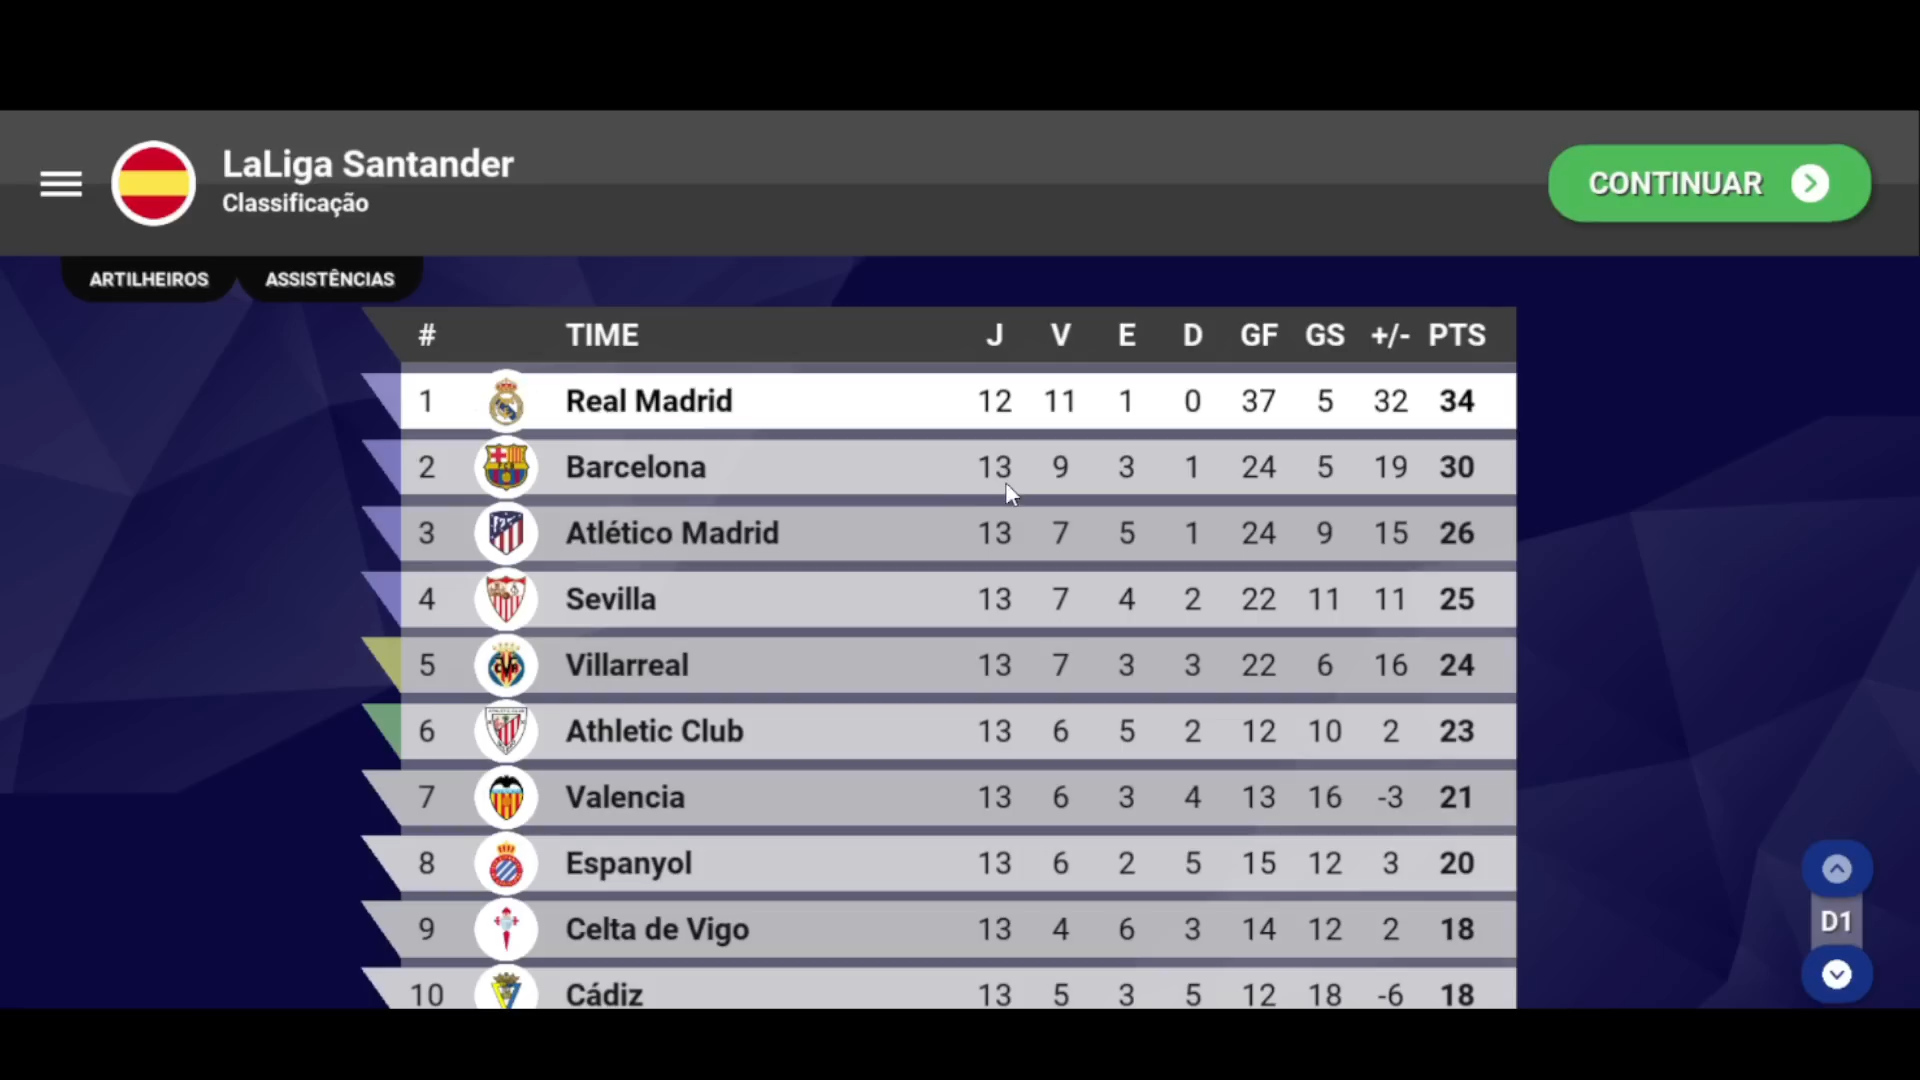 LaLiga Santander
Classificação
CONTINUAR
ARTILHEIROS ASSISTÊNCIAS
# TIME J V E D GF GS +/- PTS
1 Real Madrid 12 11 1 0 37 5 32 34
2 Barcelona 13 9 3 1 24 5 19 30
3 Atlético Madrid 13 7 5 1 24 9 15 26
4 Sevilla 13 7 4 2 22 11 11 25
5 Villarreal 13 7 3 3 22 6 16 24
6 Athletic Club 13 6 5 2 12 10 2 23
7 Valencia 13 6 3 4 13 16 -3 21
8 Espanyol 13 6 2 5 15 12 3 20
9 Celta de Vigo 13 4 6 3 14 12 2 18
10 Cádiz 13 5 3 5 12 18 -6 18
D1